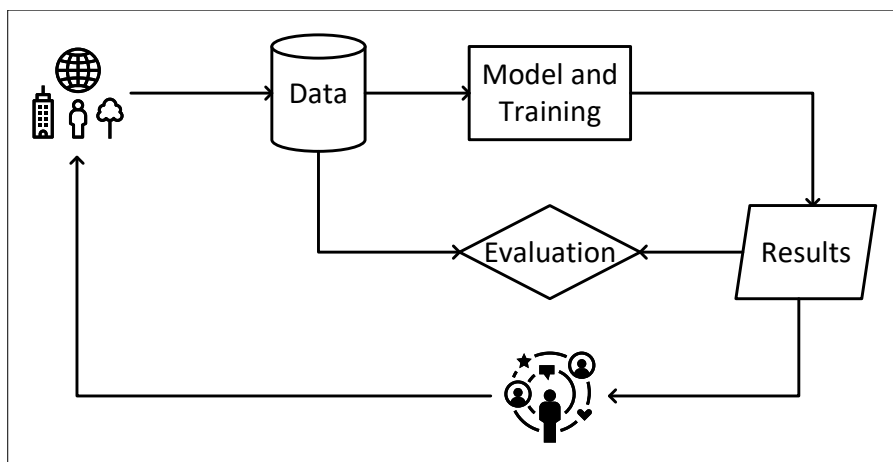 Data
Model and
Training
Evaluation
Results